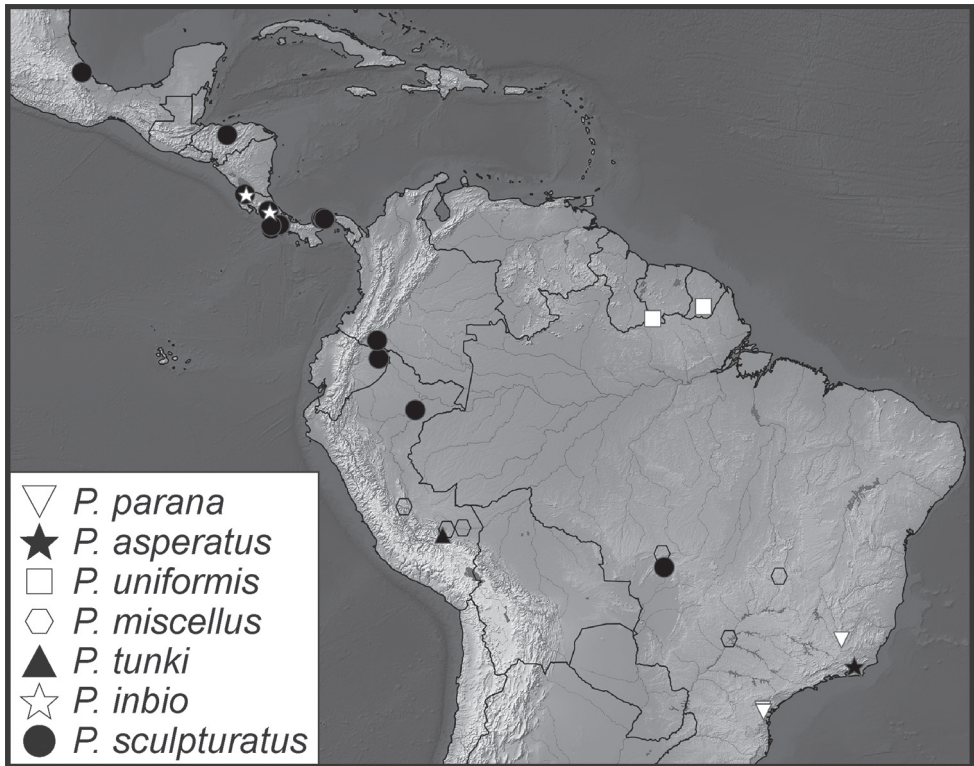 P. parana
P. asperatus
P. uniformis
P. miscellus
P. tunki
P. inbio
P. sculpturatus